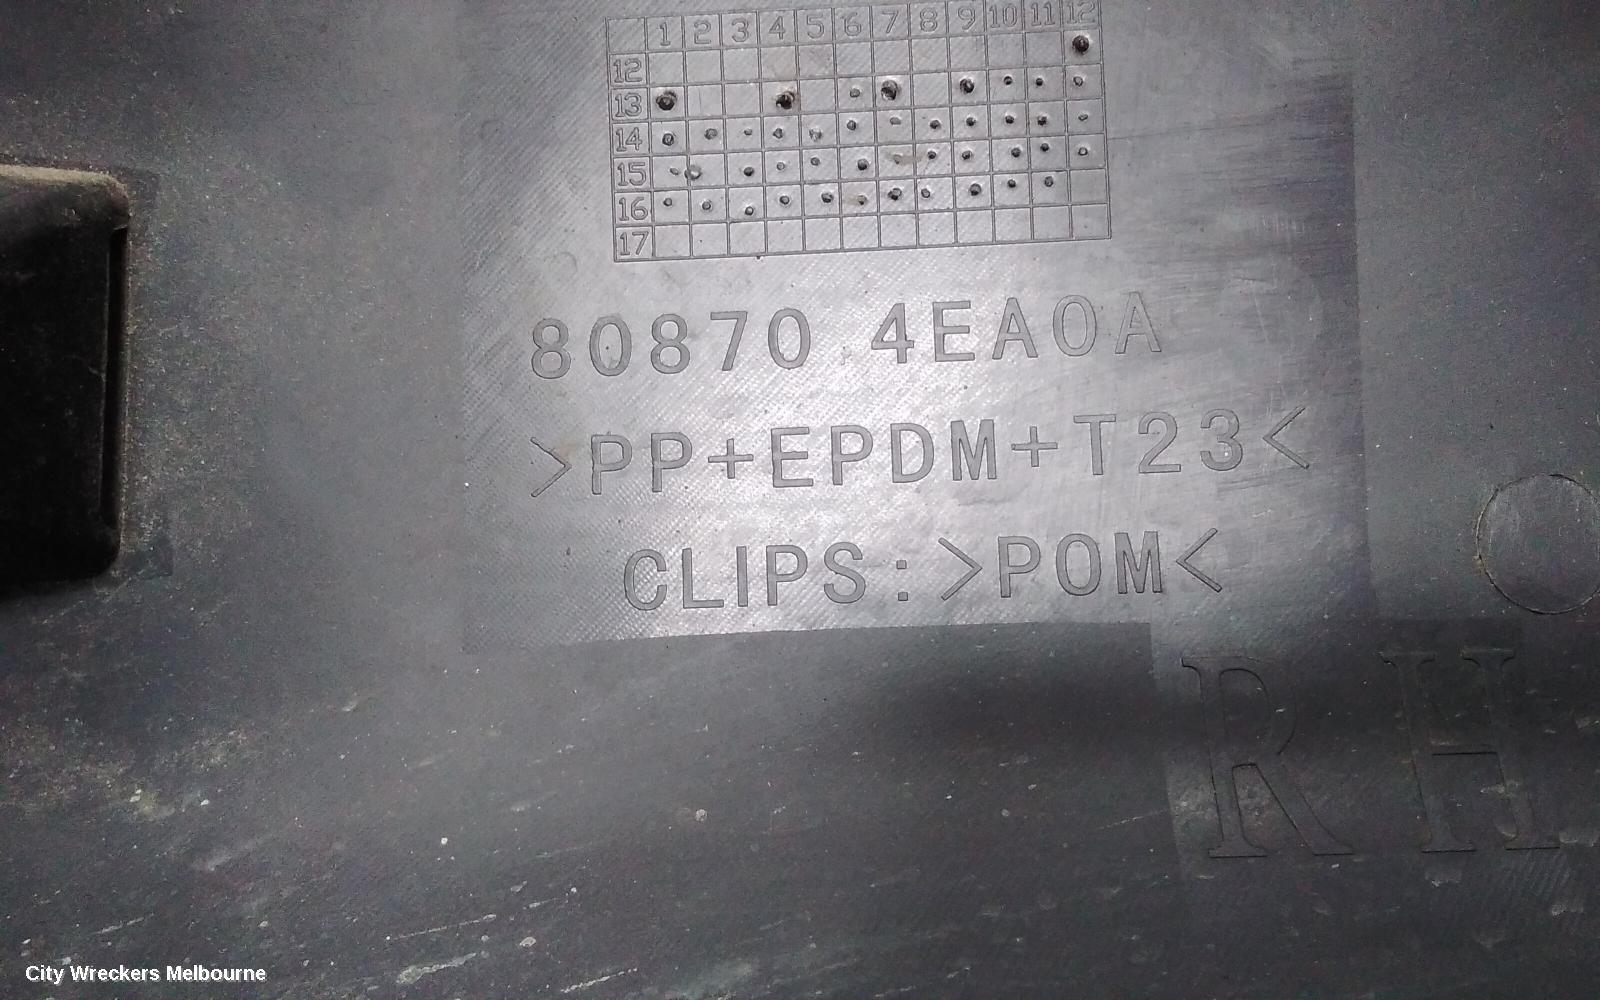 1 2 3 4 5 6 7 8 9 10 11 12
12
13
14
15
16
17
80870 4EA0A
>PP+EPDM+T23<
CLIPS:>POM<
RH
City Wreckers Melbourne